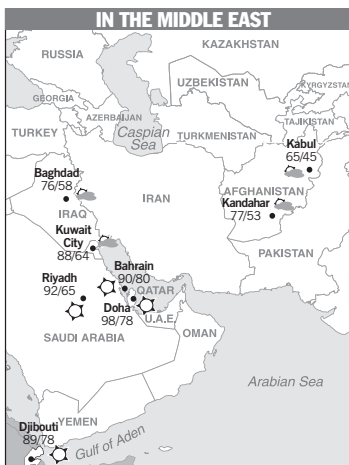 IN THE MIDDLE EAST
KAZAKHSTAN
RUSSIA
UZBEKISTAN
KYRGYZSTAN
GEORGIA
AZERBAIJAN
TAJIKISTAN
TURKEY
Caspian
Sea
TURKMENISTAN
Kabul
65/45
Baghdad
76/58
IRAN
AFGHANISTAN
Kandahar
77/53
IRAQ
Kuwait
City
88/64
PAKISTAN
Riyadh
92/65
Bahrain
90/80
QATAR
Doha
98/78
U.A.E.
OMAN
SAUDI ARABIA
Arabian Sea
YEMEN
Djibouti
89/78
Gulf of Aden